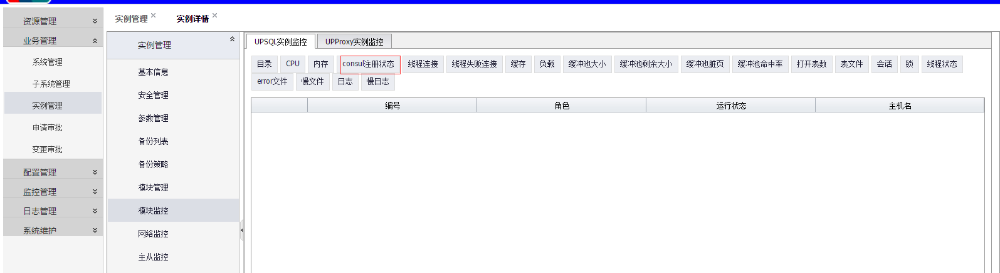 资源管理
业务管理
系统管理
子系统管理
实例管理
申请审批
变更审批
配置管理
监控管理
日志管理
系统维护
实例管理 实例详情
实例管理
基本信息
安全管理
参数管理
备份列表
备份策略
模块管理
模块监控
网络监控
主从监控
UPSQL实例监控 UPProxy实例监控
目录 CPU 内存 consul注册状态 线程连接 线程失败连接 缓存 负载 缓冲池大小 缓冲池剩余大小 缓冲池脏页 缓冲池命中率 打开表数 表文件 会话 锁 线程状态
error文件 慢文件 日志 慢日志
编号 角色 运行状态 主机名